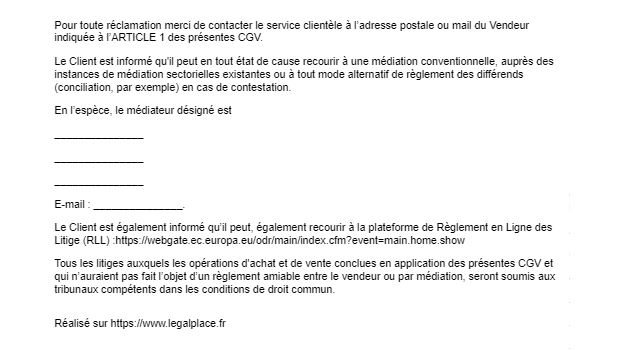 Pour toute réclamation merci de contacter le service clientèle à l’adresse postale ou mail du Vendeur
indiquée à l’ARTICLE 1 des présentes CGV.
Le Client est informé qu’il peut en tout état de cause recourir à une médiation conventionnelle, auprès des
instances de médiation sectorielles existantes ou à tout mode alternatif de règlement des différends
(conciliation, par exemple) en cas de contestation.
En l’espèce, le médiateur désigné est
________________
________________
________________
E-mail : ________________.
Le Client est également informé qu’il peut, également recourir à la plateforme de Règlement en Ligne des
Litige (RLL) :https://webgate.ec.europa.eu/odr/main/index.cfm?event=main.home.show
Tous les litiges auxquels les opérations d’achat et de vente conclues en application des présentes CGV et
qui n’auraient pas fait l’objet d’un règlement amiable entre le vendeur ou par médiation, seront soumis aux
tribunaux compétents dans les conditions de droit commun.
Réalisé sur https://www.legalplace.fr